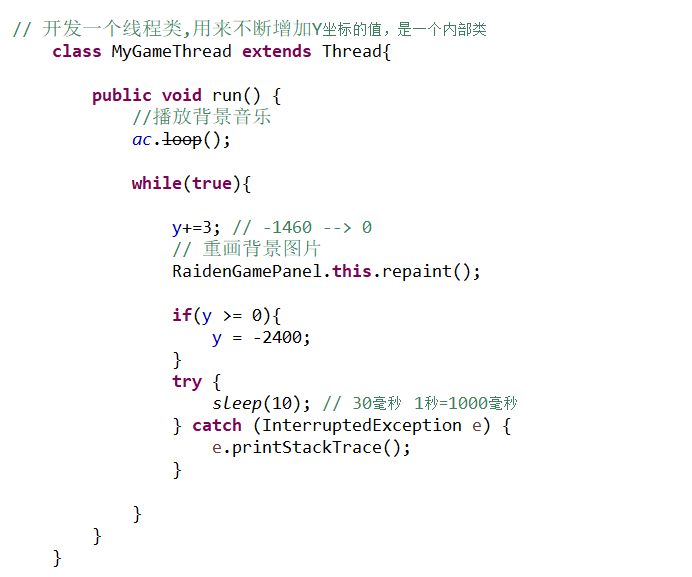 // 开发一个线程类,用来不断增加Y坐标的值，是一个内部类
class MyGameThread extends Thread{
public void run() {
//播放背景音乐
ac.loop();
while(true){
y+=3; // -1460 --> 0
// 重画背景图片
RaidenGamePanel.this.repaint();
if(y >= 0){
y = -2400;
}
try {
sleep(10); // 30毫秒 1秒=1000毫秒
} catch (InterruptedException e) {
e.printStackTrace();
}
}
}
}